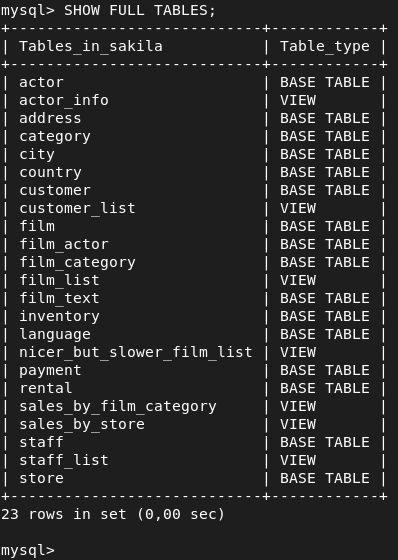 mysql> SHOW FULL TABLES;
+----------------------------+------------+
| Tables_in_sakila           | Table_type |
+----------------------------+------------+
| actor                      | BASE TABLE |
| actor_info                 | VIEW       |
| address                    | BASE TABLE |
| category                   | BASE TABLE |
| city                       | BASE TABLE |
| country                    | BASE TABLE |
| customer                   | BASE TABLE |
| customer_list              | VIEW       |
| film                       | BASE TABLE |
| film_actor                 | BASE TABLE |
| film_category              | BASE TABLE |
| film_list                  | VIEW       |
| film_text                  | BASE TABLE |
| inventory                  | BASE TABLE |
| language                   | BASE TABLE |
| nicer_but_slower_film_list | VIEW       |
| payment                    | BASE TABLE |
| rental                     | BASE TABLE |
| sales_by_film_category     | VIEW       |
| sales_by_store             | VIEW       |
| staff                      | BASE TABLE |
| staff_list                 | VIEW       |
| store                      | BASE TABLE |
+----------------------------+------------+
23 rows in set (0,00 sec)
mysql>